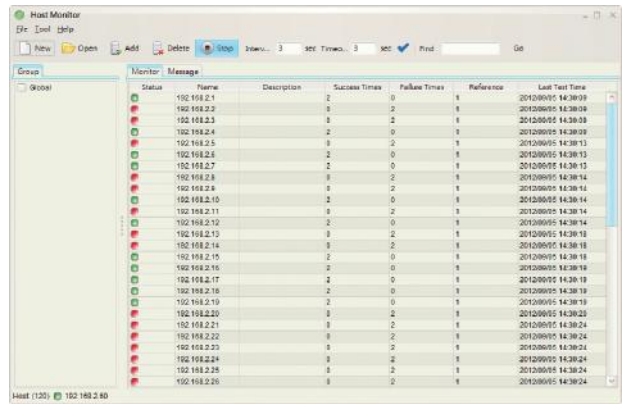 Host Monitor
File Tool Help
New Open Add Delete Stop Interv... 3 sec Timeo... 3 sec Find Go
Group Monitor Message
Global
Status Name Description Success Times Failure Times Reference Last Test Time
192.168.2.1 2 0 1 2012/09/05 14:30:09
192.168.2.2 0 2 1 2012/09/05 14:30:09
192.168.2.3 0 2 1 2012/09/05 14:30:09
192.168.2.4 2 0 1 2012/09/05 14:30:09
192.168.2.5 0 2 1 2012/09/05 14:30:13
192.168.2.6 2 0 1 2012/09/05 14:30:13
192.168.2.7 2 0 1 2012/09/05 14:30:13
192.168.2.8 0 2 1 2012/09/05 14:30:14
192.168.2.9 0 2 1 2012/09/05 14:30:14
192.168.2.10 2 0 1 2012/09/05 14:30:14
192.168.2.11 0 2 1 2012/09/05 14:30:14
192.168.2.12 2 0 1 2012/09/05 14:30:14
192.168.2.13 0 2 1 2012/09/05 14:30:18
192.168.2.14 0 2 1 2012/09/05 14:30:18
192.168.2.15 2 0 1 2012/09/05 14:30:18
192.168.2.16 2 0 1 2012/09/05 14:30:19
192.168.2.17 2 0 1 2012/09/05 14:30:19
192.168.2.18 2 0 1 2012/09/05 14:30:19
192.168.2.19 2 0 1 2012/09/05 14:30:19
192.168.2.20 0 2 1 2012/09/05 14:30:20
192.168.2.21 0 2 1 2012/09/05 14:30:24
192.168.2.22 0 2 1 2012/09/05 14:30:24
192.168.2.23 0 2 1 2012/09/05 14:30:24
192.168.2.24 0 2 1 2012/09/05 14:30:24
192.168.2.25 0 2 1 2012/09/05 14:30:24
192.168.2.26 0 2 1 2012/09/05 14:30:24
Host (120) 192.168.2.60